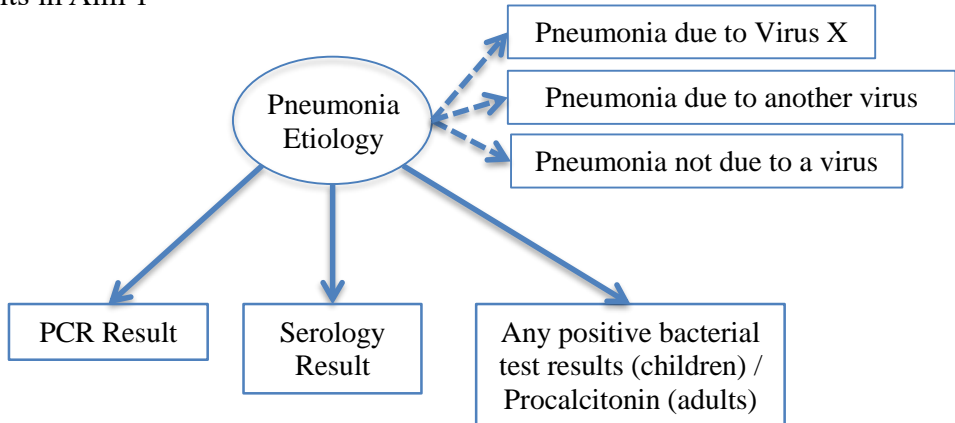 Pneumonia due to Virus X
Pneumonia
Etiology
Pneumonia due to another virus
Pneumonia not due to a virus
PCR Result
Serology
Result
Any positive bacterial
test results (children) /
Procalcitonin (adults)